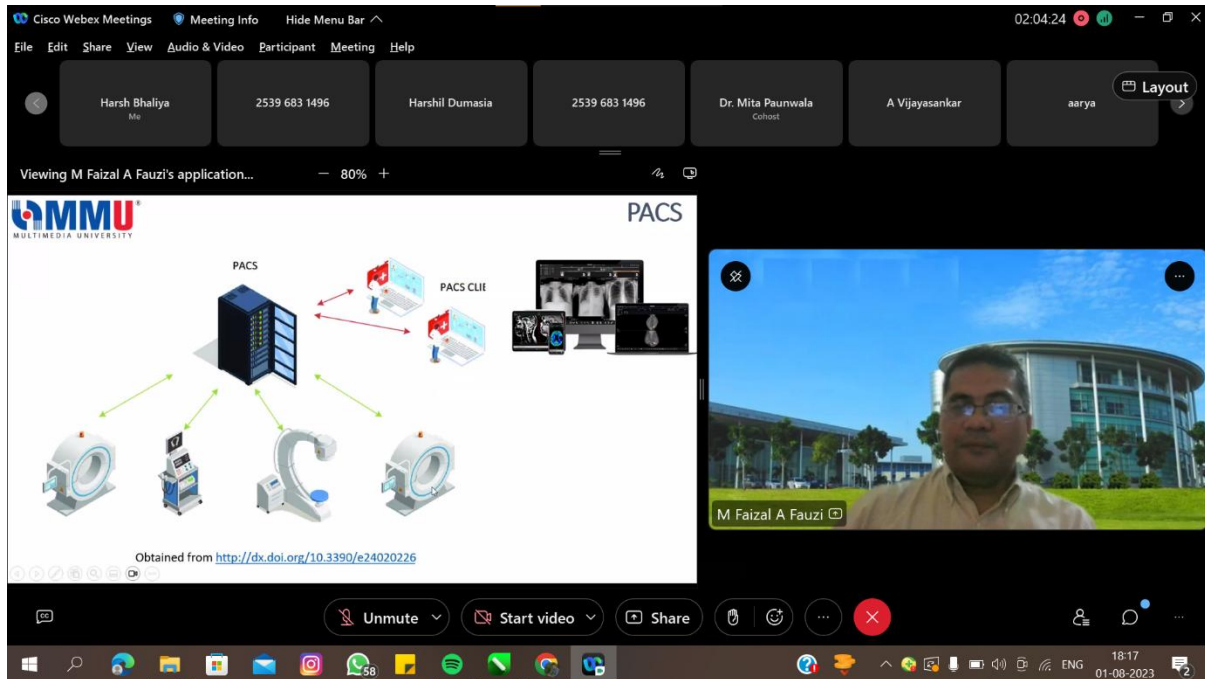 Cisco Webex Meetings Meeting Info Hide Menu Bar 02:04:24
File Edit Share View Audio & Video Participant Meeting Help
Harsh Bhaliya
Me
2539 683 1496
Harshil Dumasia
2539 683 1496
Dr. Mita Paunwala
Cohost
A Vijayasankar
aarya
Layout
Viewing M Faizal A Fauzi's application... 80%
MMU
MULTIMEDIA UNIVERSITY
PACS
PACS
PACS CLIE
Obtained from http://dx.doi.org/10.3390/e24020226
M Faizal A Fauzi
CC
Unmute Start video Share
58
ENG
18:17
01-08-2023
2